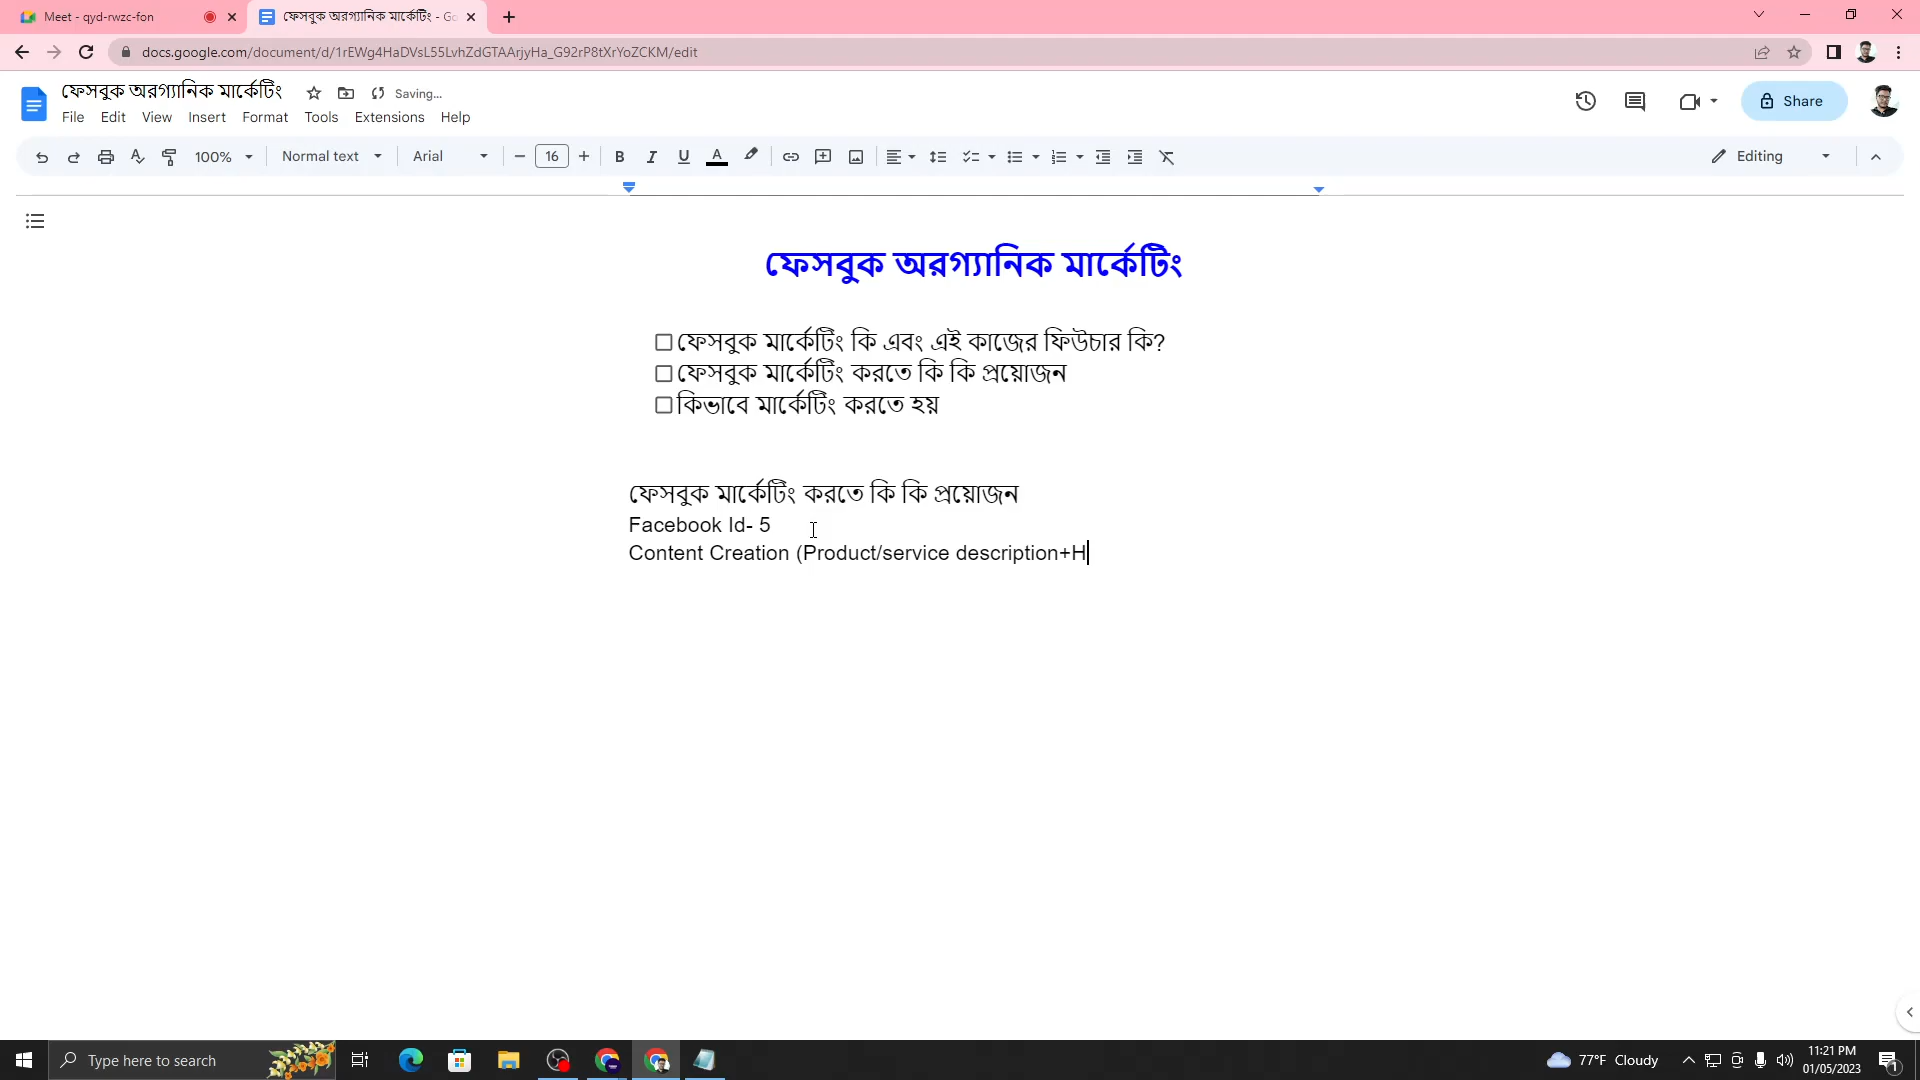 Meet - qyd-rwzc-fon
ফেসবুক অরগ্যানিক মার্কেটিং - Go
docs.google.com/document/d/1rEWg4HaDVsL55LvhZdGTAArjyHa_G92rP8tXrYoZCKM/edit
ফেসবুক অরগ্যানিক মার্কেটিং
Saving...
File Edit View Insert Format Tools Extensions Help
Share
100% Normal text Arial 16 B I U A Editing
ফেসবুক অরগ্যানিক মার্কেটিং
ফেসবুক মার্কেটিং কি এবং এই কাজের ফিউচার কি?
ফেসবুক মার্কেটিং করতে কি কি প্রয়োজন
কিভাবে মার্কেটিং করতে হয়
ফেসবুক মার্কেটিং করতে কি কি প্রয়োজন
Facebook Id- 5
Content Creation (Product/service description+H
Type here to search
77°F Cloudy
11:21 PM
01/05/2023
1